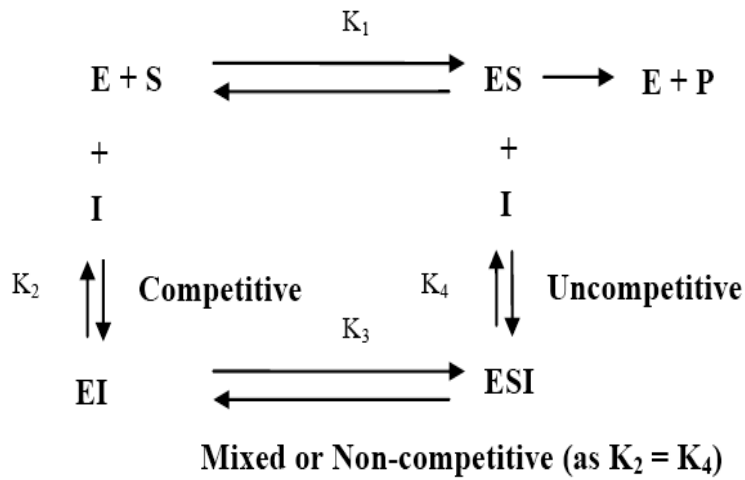 K₁
E + S ES E + P
+ +
I I
K₂ Competitive K₄ Uncompetitive
K₃
EI ESI
Mixed or Non-competitive (as K₂ = K₄)